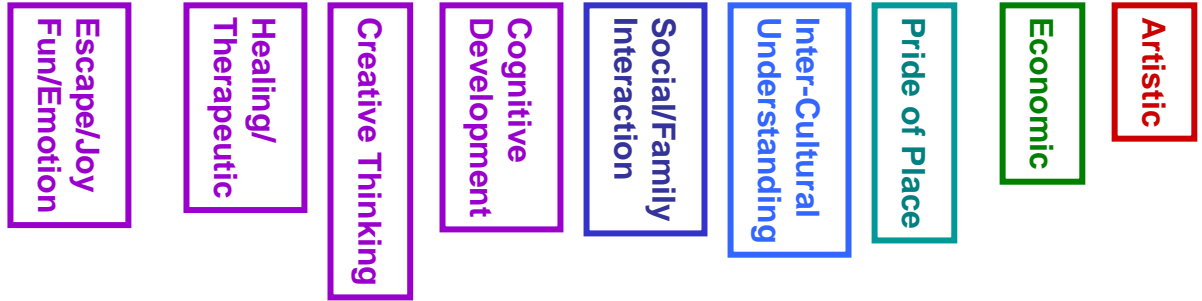 Artistic
Economic
Pride of Place
Inter-Cultural
Understanding
Social/Family
Interaction
Cognitive
Development
Creative Thinking
Healing/
Therapeutic
Escape/Joy
Fun/Emotion